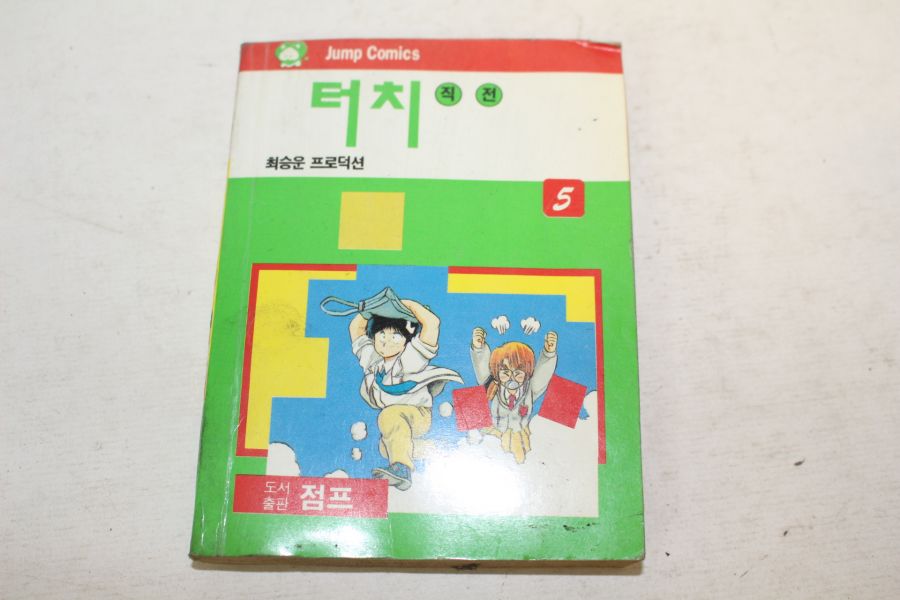 Jump Comics
터치 직전
최승운 프로덕션
5
도서
출판 점프